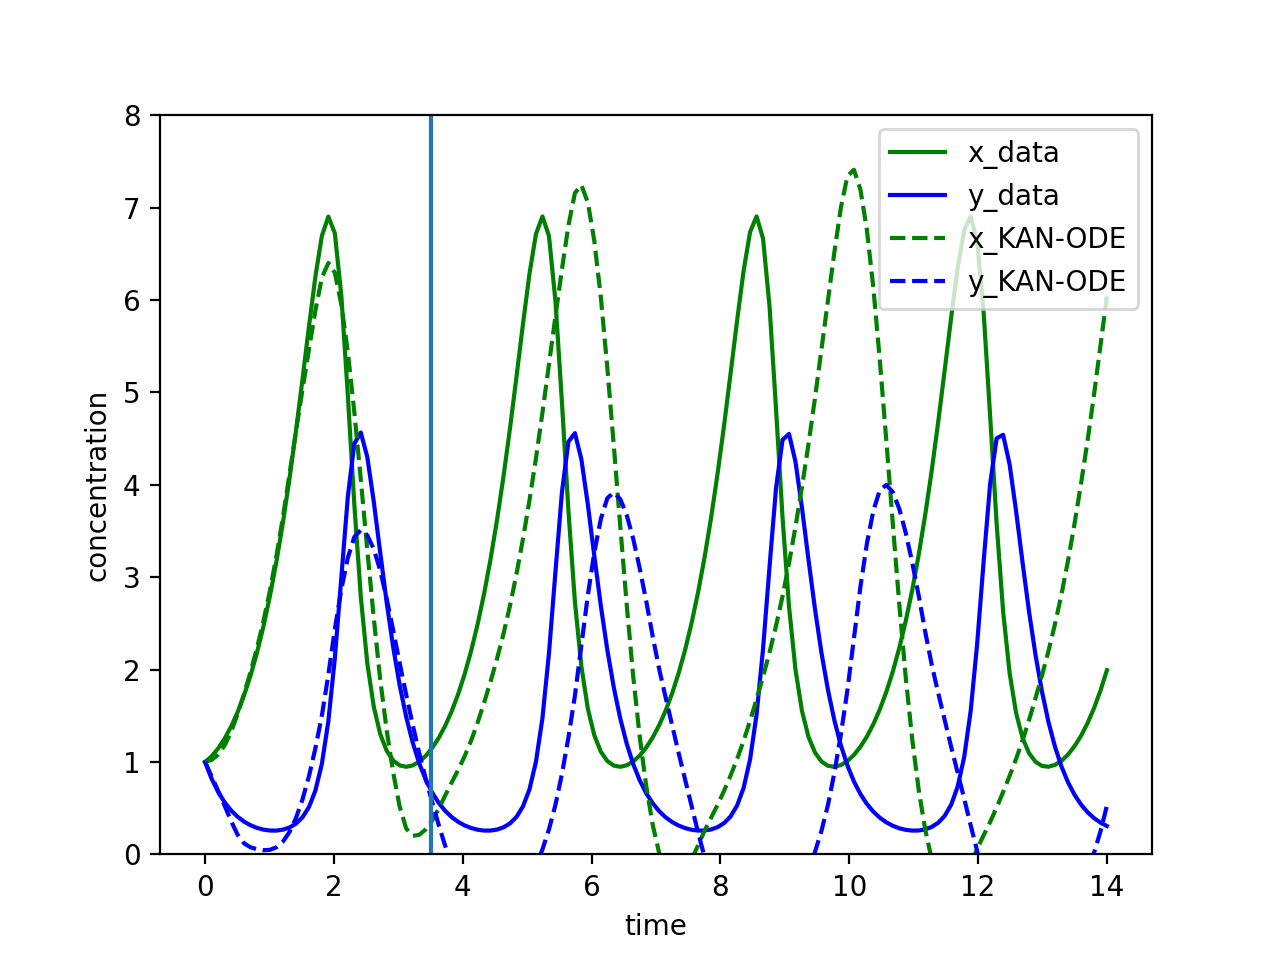 8
7
6
5
4
3
2
1
0
concentration
x_data
y_data
x_KAN-ODE
y_KAN-ODE
0 2 4 6 8 10 12 14
time